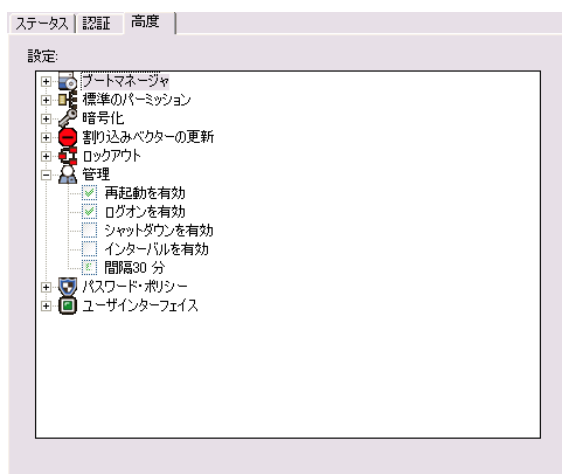 ステータス 認証 高度
設定:
ブートマネージャ
標準のパーミッション
暗号化
割り込みベクターの更新
ロックアウト
管理
再起動を有効
ログオンを有効
シャットダウンを有効
インターバルを有効
間隔30 分
パスワード・ポリシー
ユーザインターフェイス